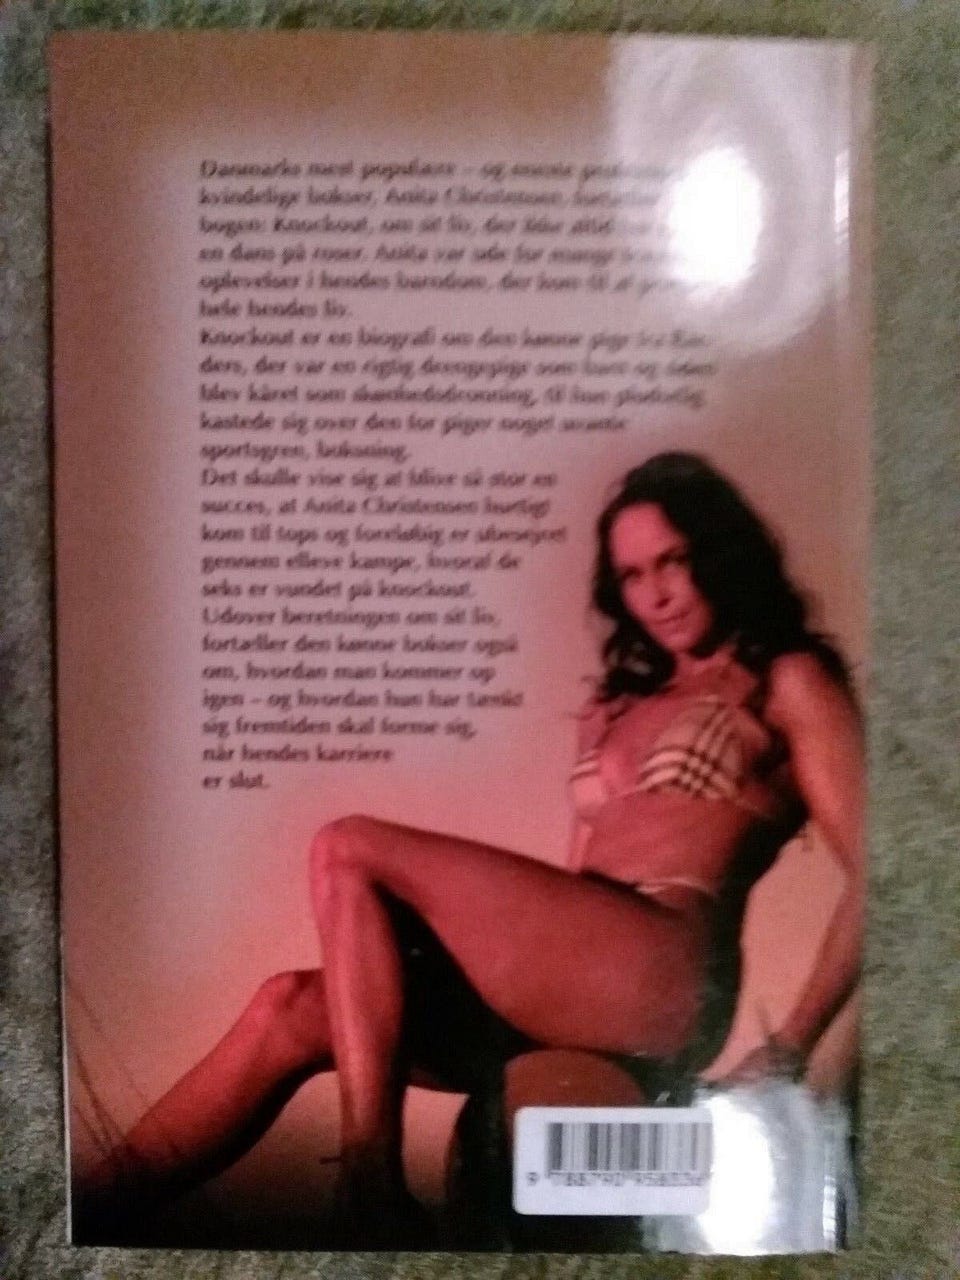 Danmarks mest populære – og eneste
kvindelige bokser, Anita Christensen, fortæller
bogen: Knockout, om sit liv, der ikke altid
en dans på roser. Anita var ude for mange
oplevelser i hendes barndom, der kom til at
hele hendes liv.
Knockout er en biografi om den kønne pige fra Ran-
ders, der var en rigtig drengepige som barn og siden
blev kåret som skønhedsdronning, til hun pludselig
kastede sig over den for piger noget
sportsgren, boksning.
Det skulle vise sig at blive så stor en
succes, at Anita Christensen hurtigt
kom til tops og foreløbig er ubesejret
gennem elleve kampe, hvoraf de
seks er vundet på knockout.
Udover beretningen om sit liv,
fortæller den kønne bokser også
om, hvordan man kommer op
igen – og hvordan hun har tænkt
sig fremtiden skal forme sig,
når hendes karriere
er slut.
9 788790